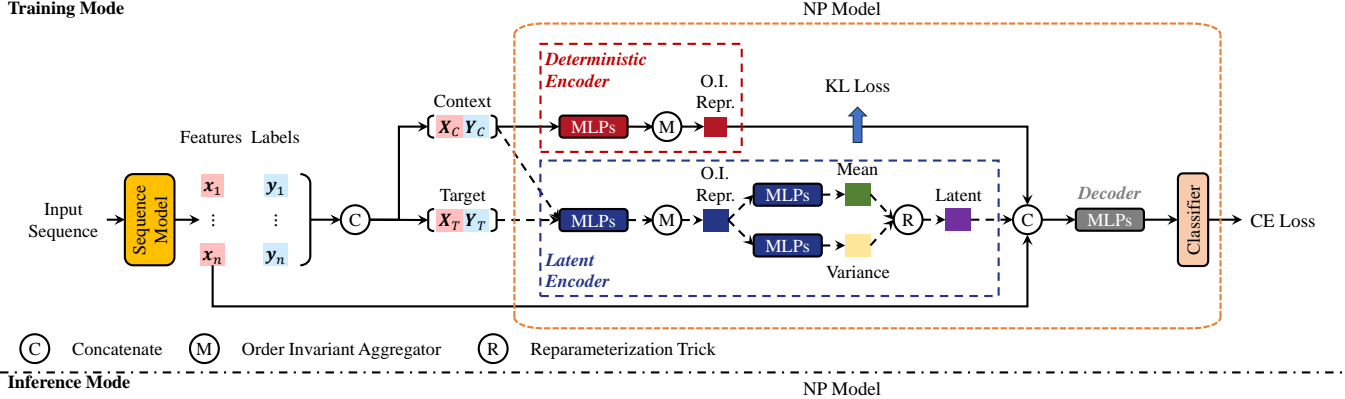 Training Mode
NP Model
Deterministic
Encoder
O.I.
Repr.
KL Loss
Context
X_C Y_C
MLPs
M
Features
Labels
x_1
y_1
⋮
⋮
x_n
y_n
Input
Sequence
Sequence
Model
C
Target
X_T Y_T
MLPs
M
O.I.
Repr.
MLPs
Mean
MLPs
Variance
R
Latent
C
Decoder
MLPs
Classifier
CE Loss
Latent
Encoder
C Concatenate
M Order Invariant Aggregator
R Reparameterization Trick
Inference Mode
NP Model